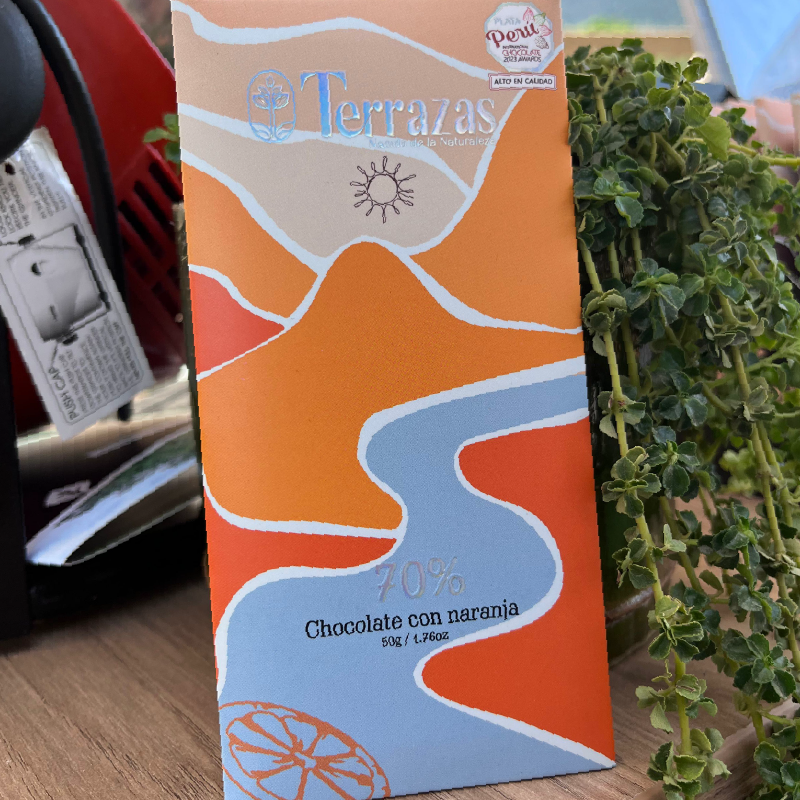 PLATA
Perú
INTERNATIONAL
CHOCOLATE
2023 AWARDS
ALTO EN CALIDAD
Terrazas
de la Naturaleza
70%
Chocolate con naranja
50g / 1.76oz
PUSH CAP